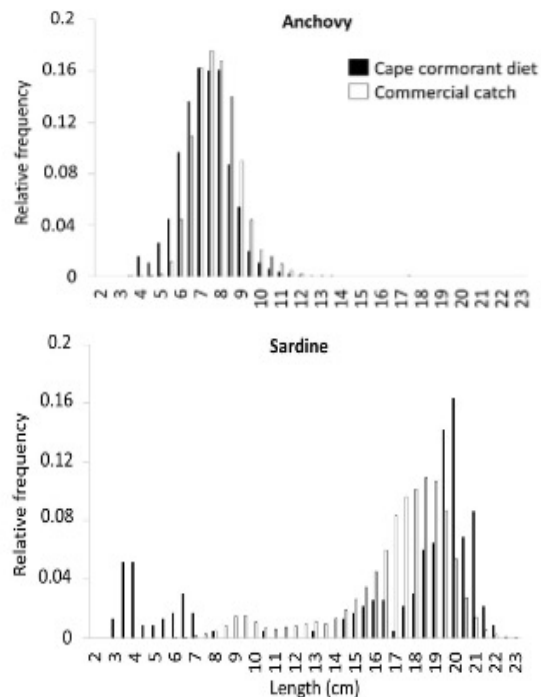 Anchovy
Cape cormorant diet
Commercial catch
Relative frequency
0.2
0.16
0.12
0.08
0.04
0
2 3 4 5 6 7 8 9 10 11 12 13 14 15 16 17 18 19 20 21 22 23
Sardine
Relative frequency
0.2
0.16
0.12
0.08
0.04
0
2 3 4 5 6 7 8 9 10 11 12 13 14 15 16 17 18 19 20 21 22 23
Length (cm)